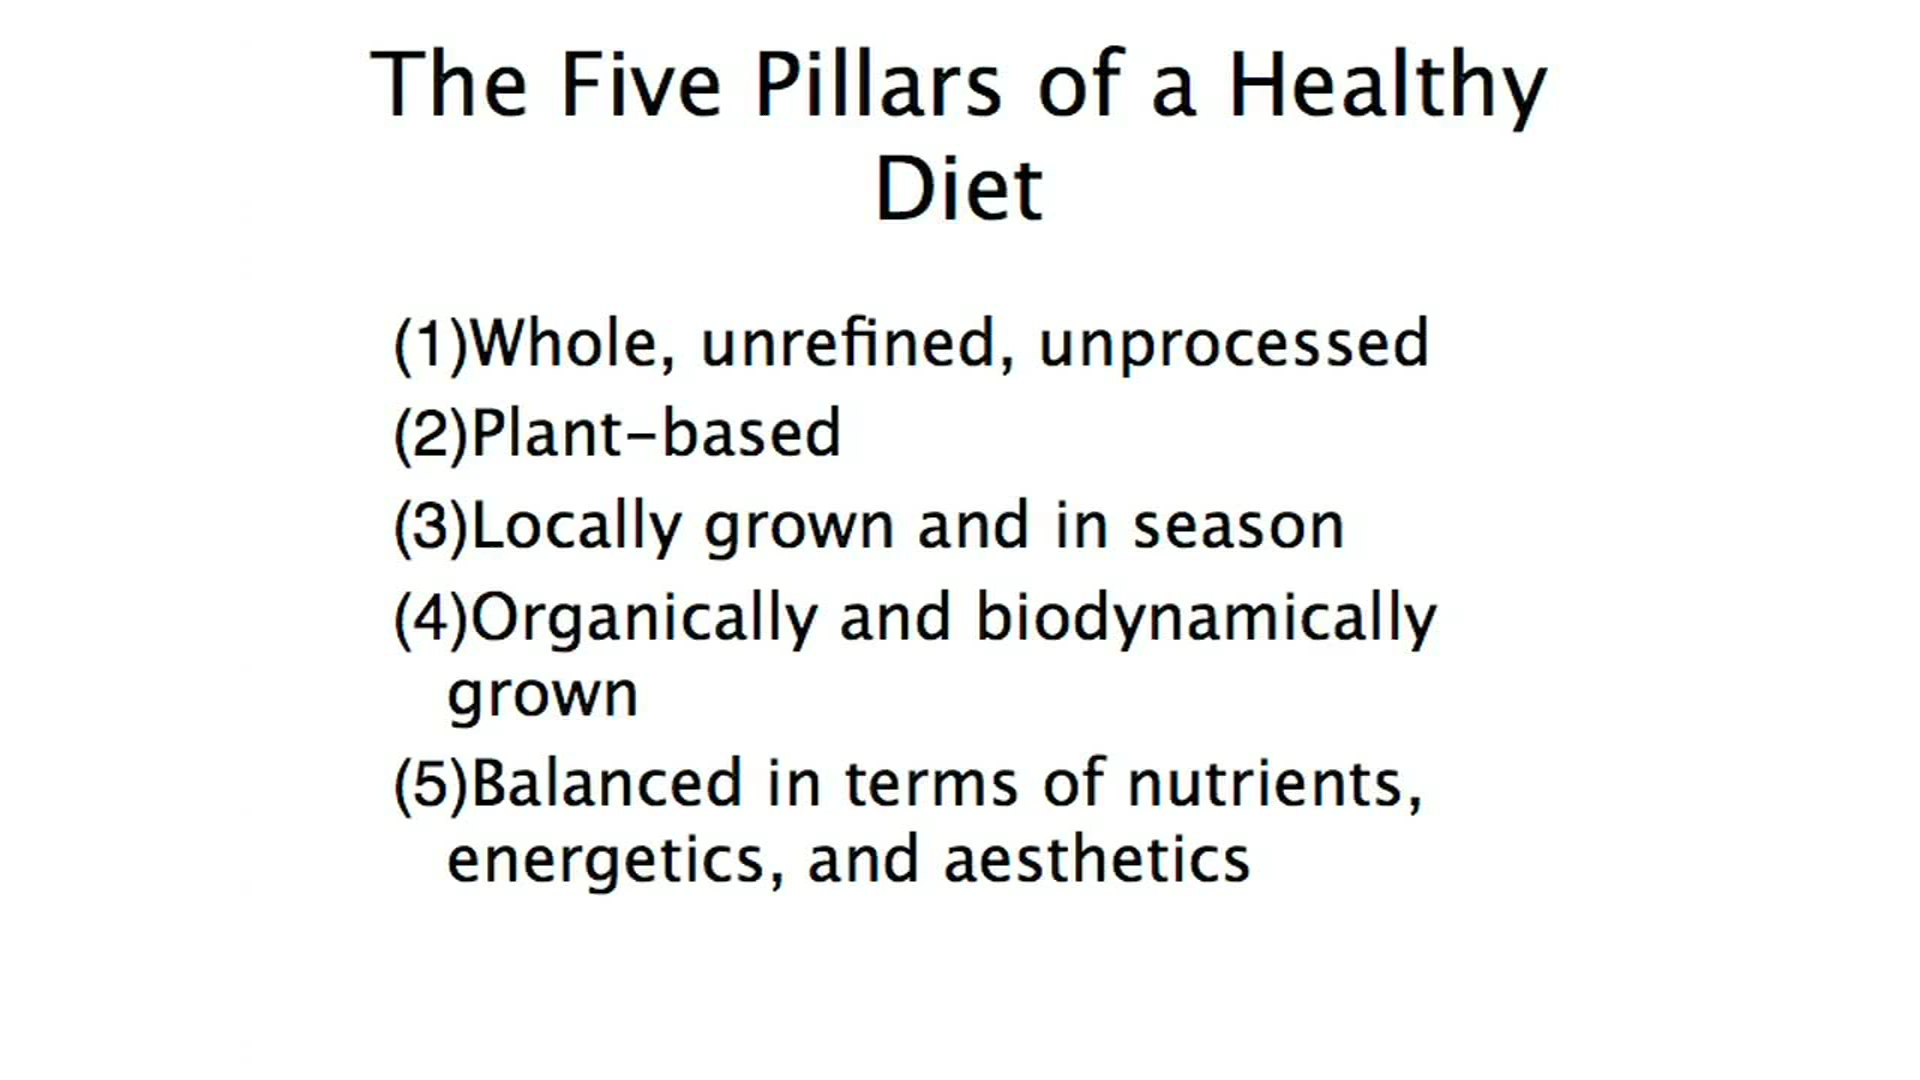 The Five Pillars of a Healthy
Diet
(1)Whole, unrefined, unprocessed
(2)Plant-based
(3)Locally grown and in season
(4)Organically and biodynamically
grown
(5)Balanced in terms of nutrients,
energetics, and aesthetics